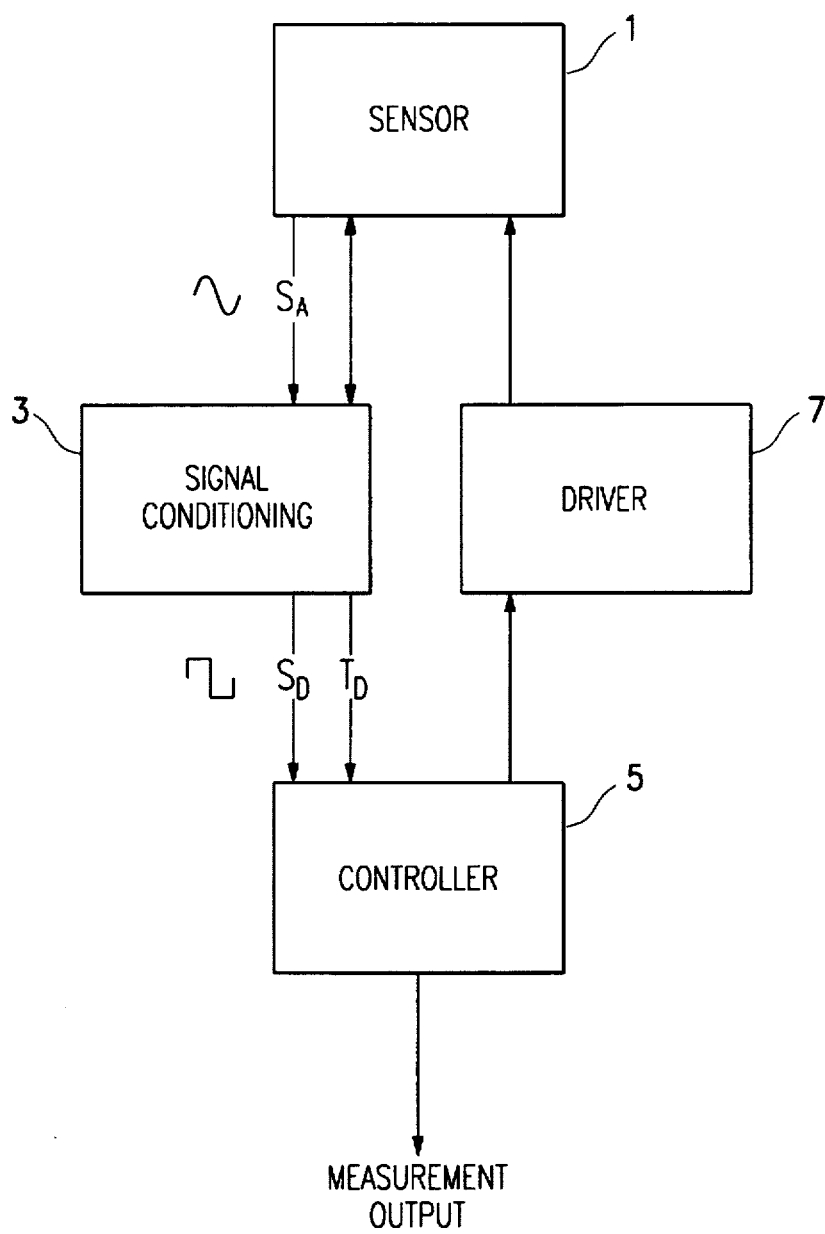 1
SENSOR
S_A
3
SIGNAL
CONDITIONING
7
DRIVER
S_D T_D
5
CONTROLLER
MEASUREMENT
OUTPUT